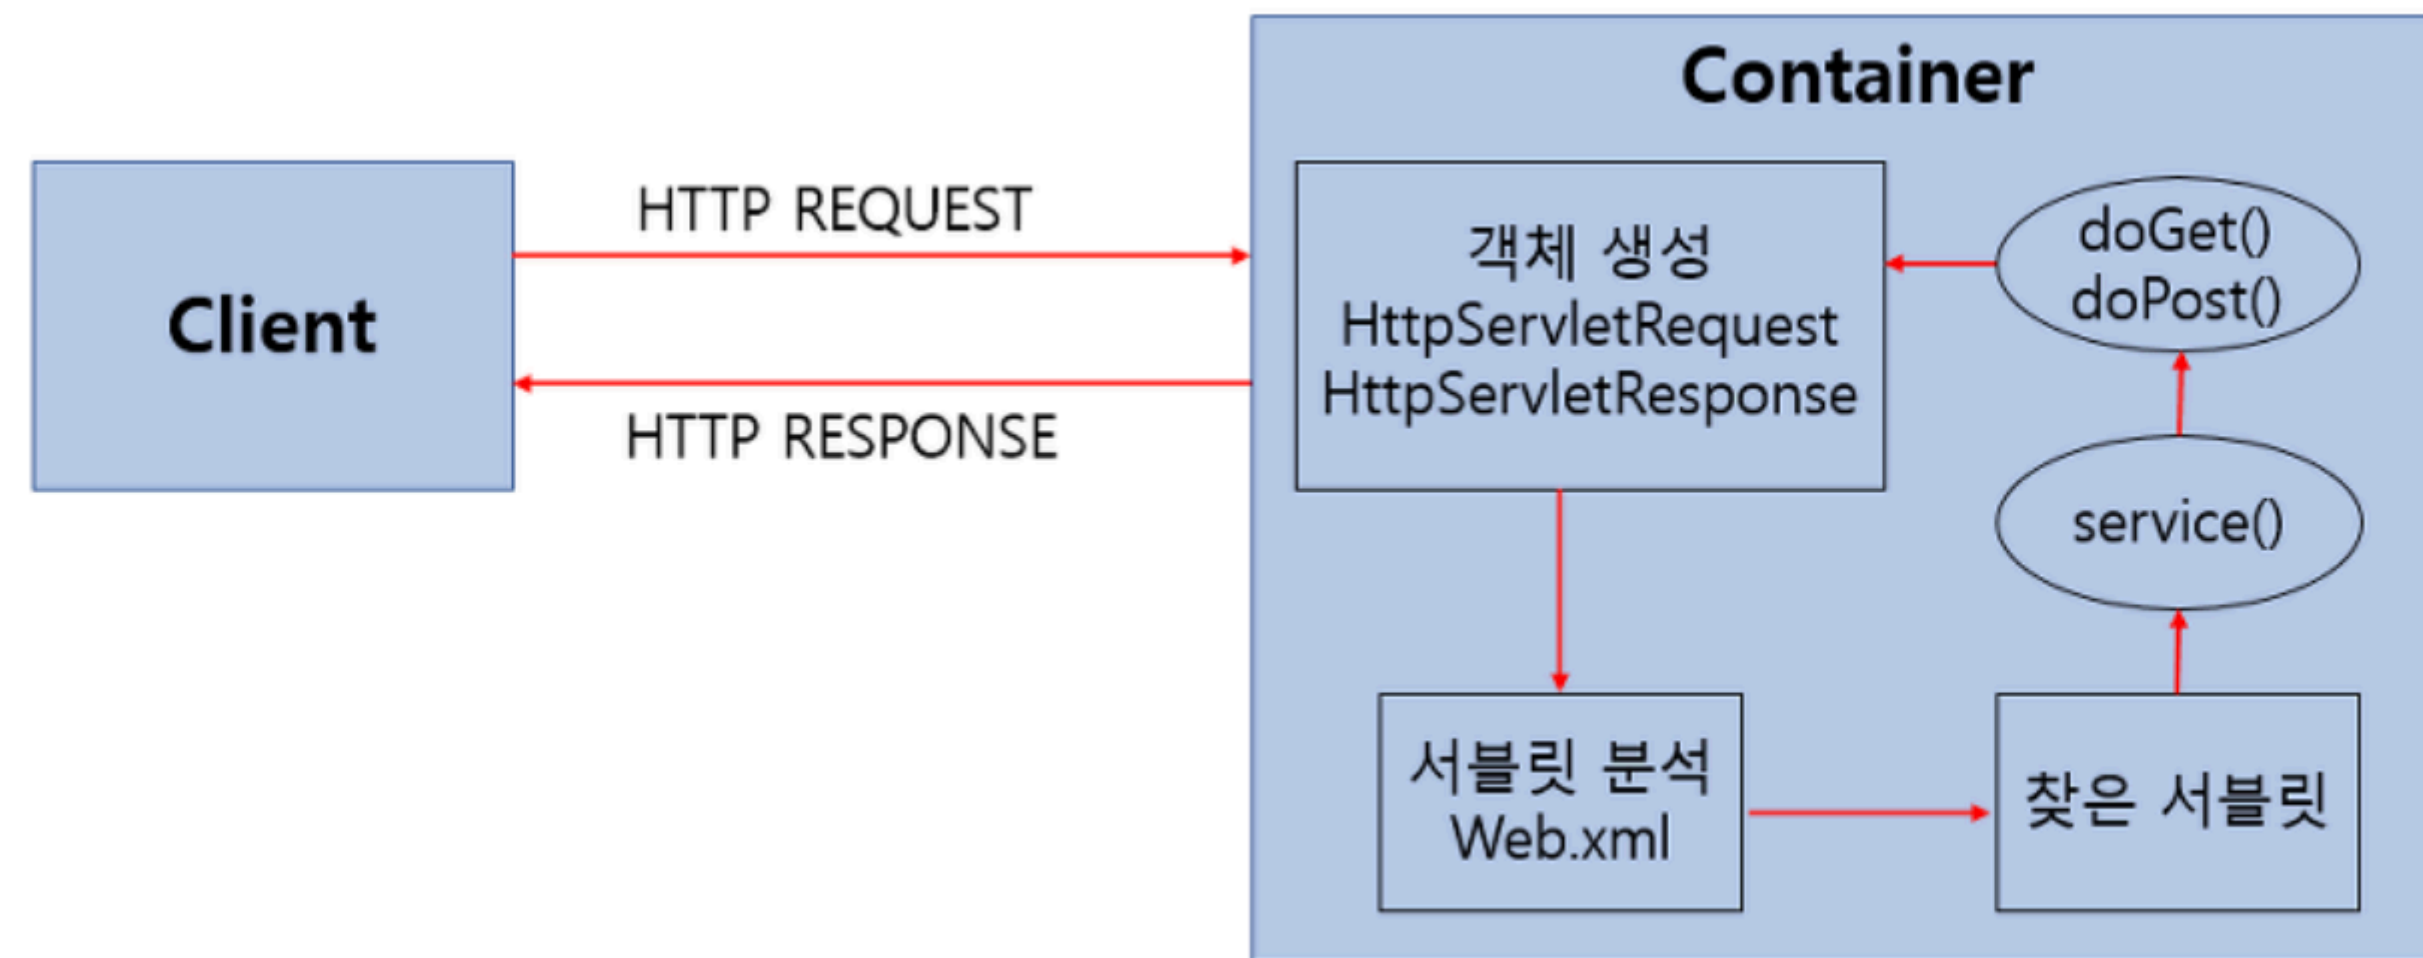 Container
Client
HTTP REQUEST
HTTP RESPONSE
객체 생성
HttpServletRequest
HttpServletResponse
doGet()
doPost()
service()
서블릿 분석
Web.xml
찾은 서블릿